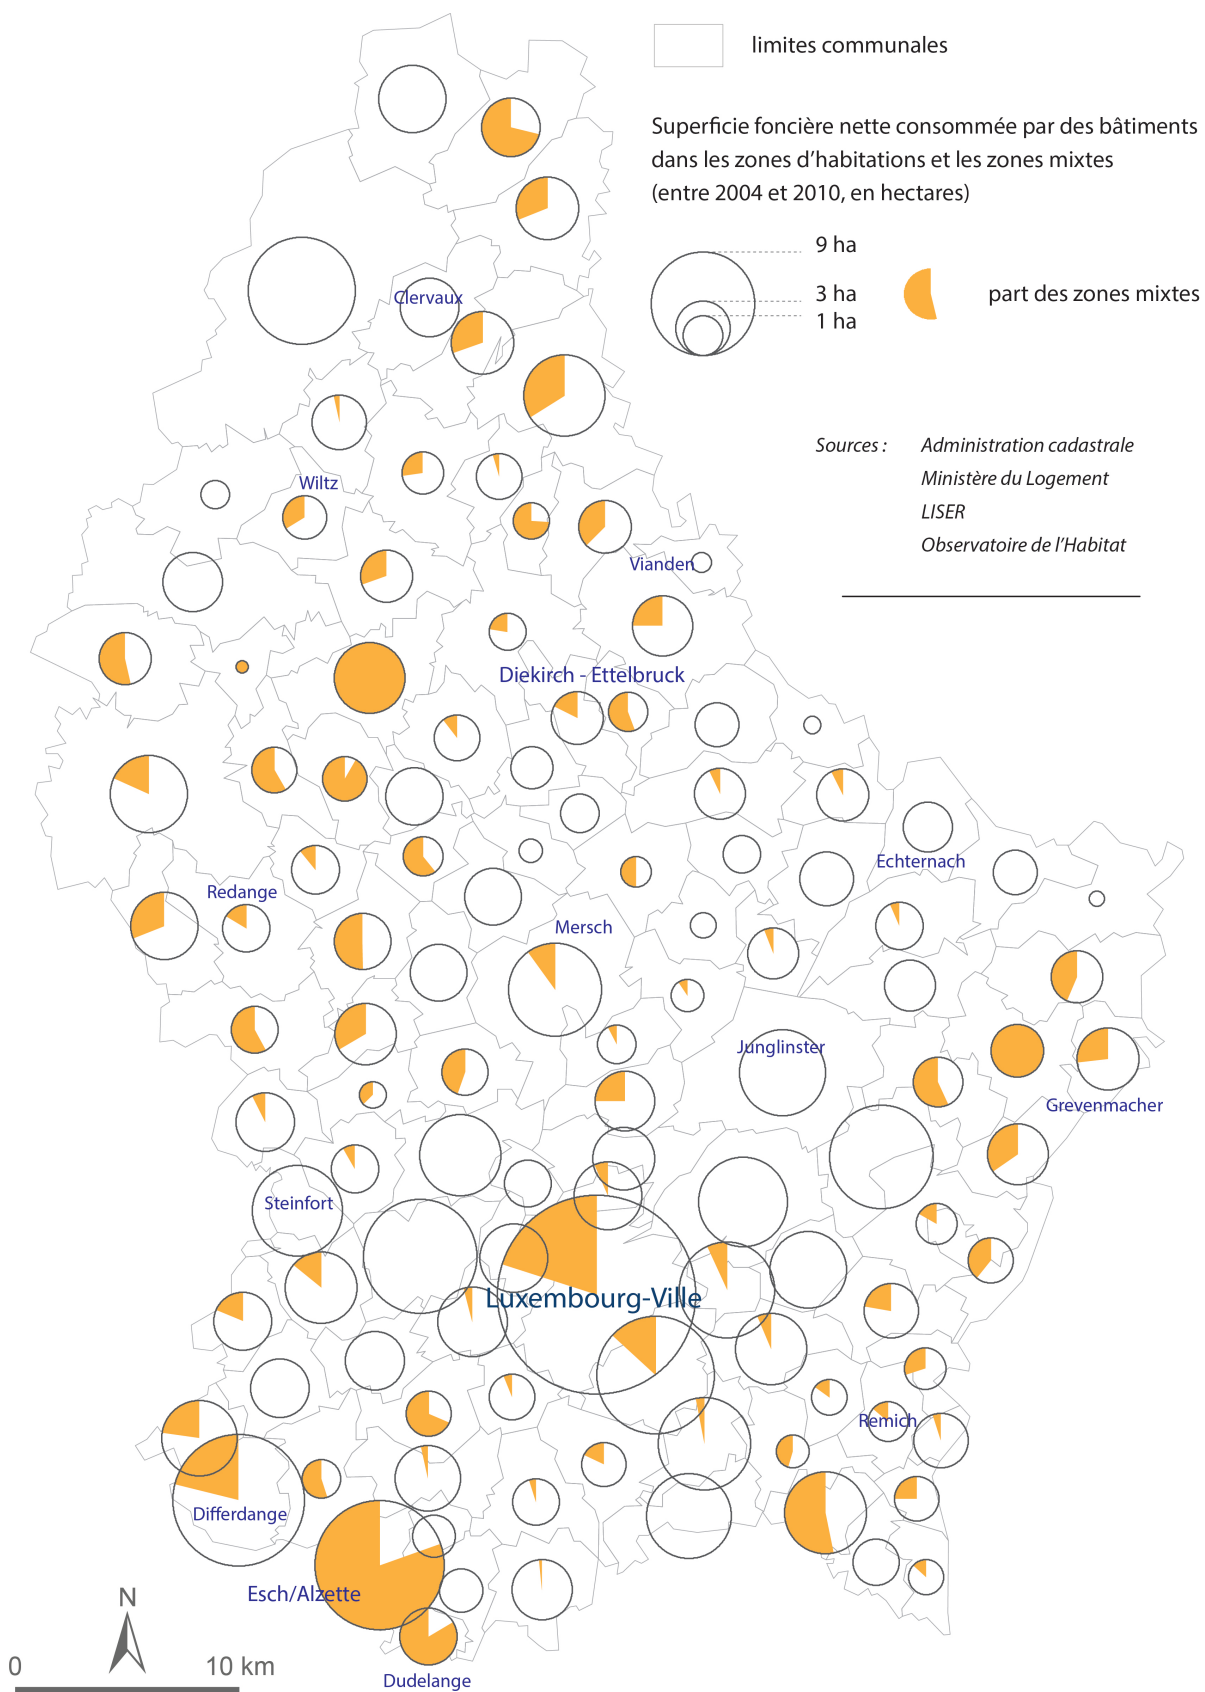 limites communales
Superficie foncière nette consommée par des bâtiments
dans les zones d’habitations et les zones mixtes
(entre 2004 et 2010, en hectares)
9 ha
3 ha
1 ha
part des zones mixtes
Sources :
Administration cadastrale
Ministère du Logement
LISER
Observatoire de l’Habitat
Clervaux
Wiltz
Vianden
Diekirch - Ettelbruck
Echternach
Redange
Mersch
Junglinster
Grevenmacher
Steinfort
Luxembourg-Ville
Remich
Differdange
Esch/Alzette
Dudelange
N
0
10 km